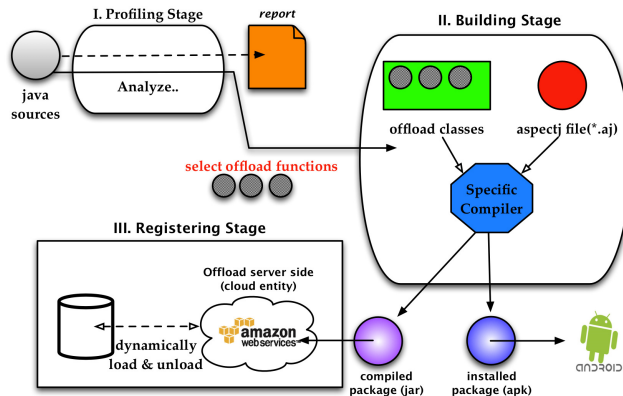 I. Profiling Stage
report
II. Building Stage
Analyze..
java
sources
offload classes
aspectj file(*.aj)
select offload functions
Specific
Compiler
III. Registering Stage
Offload server side
(cloud entity)
amazon
web services™
dynamically
load & unload
compiled
package (jar)
installed
package (apk)
ANDROID